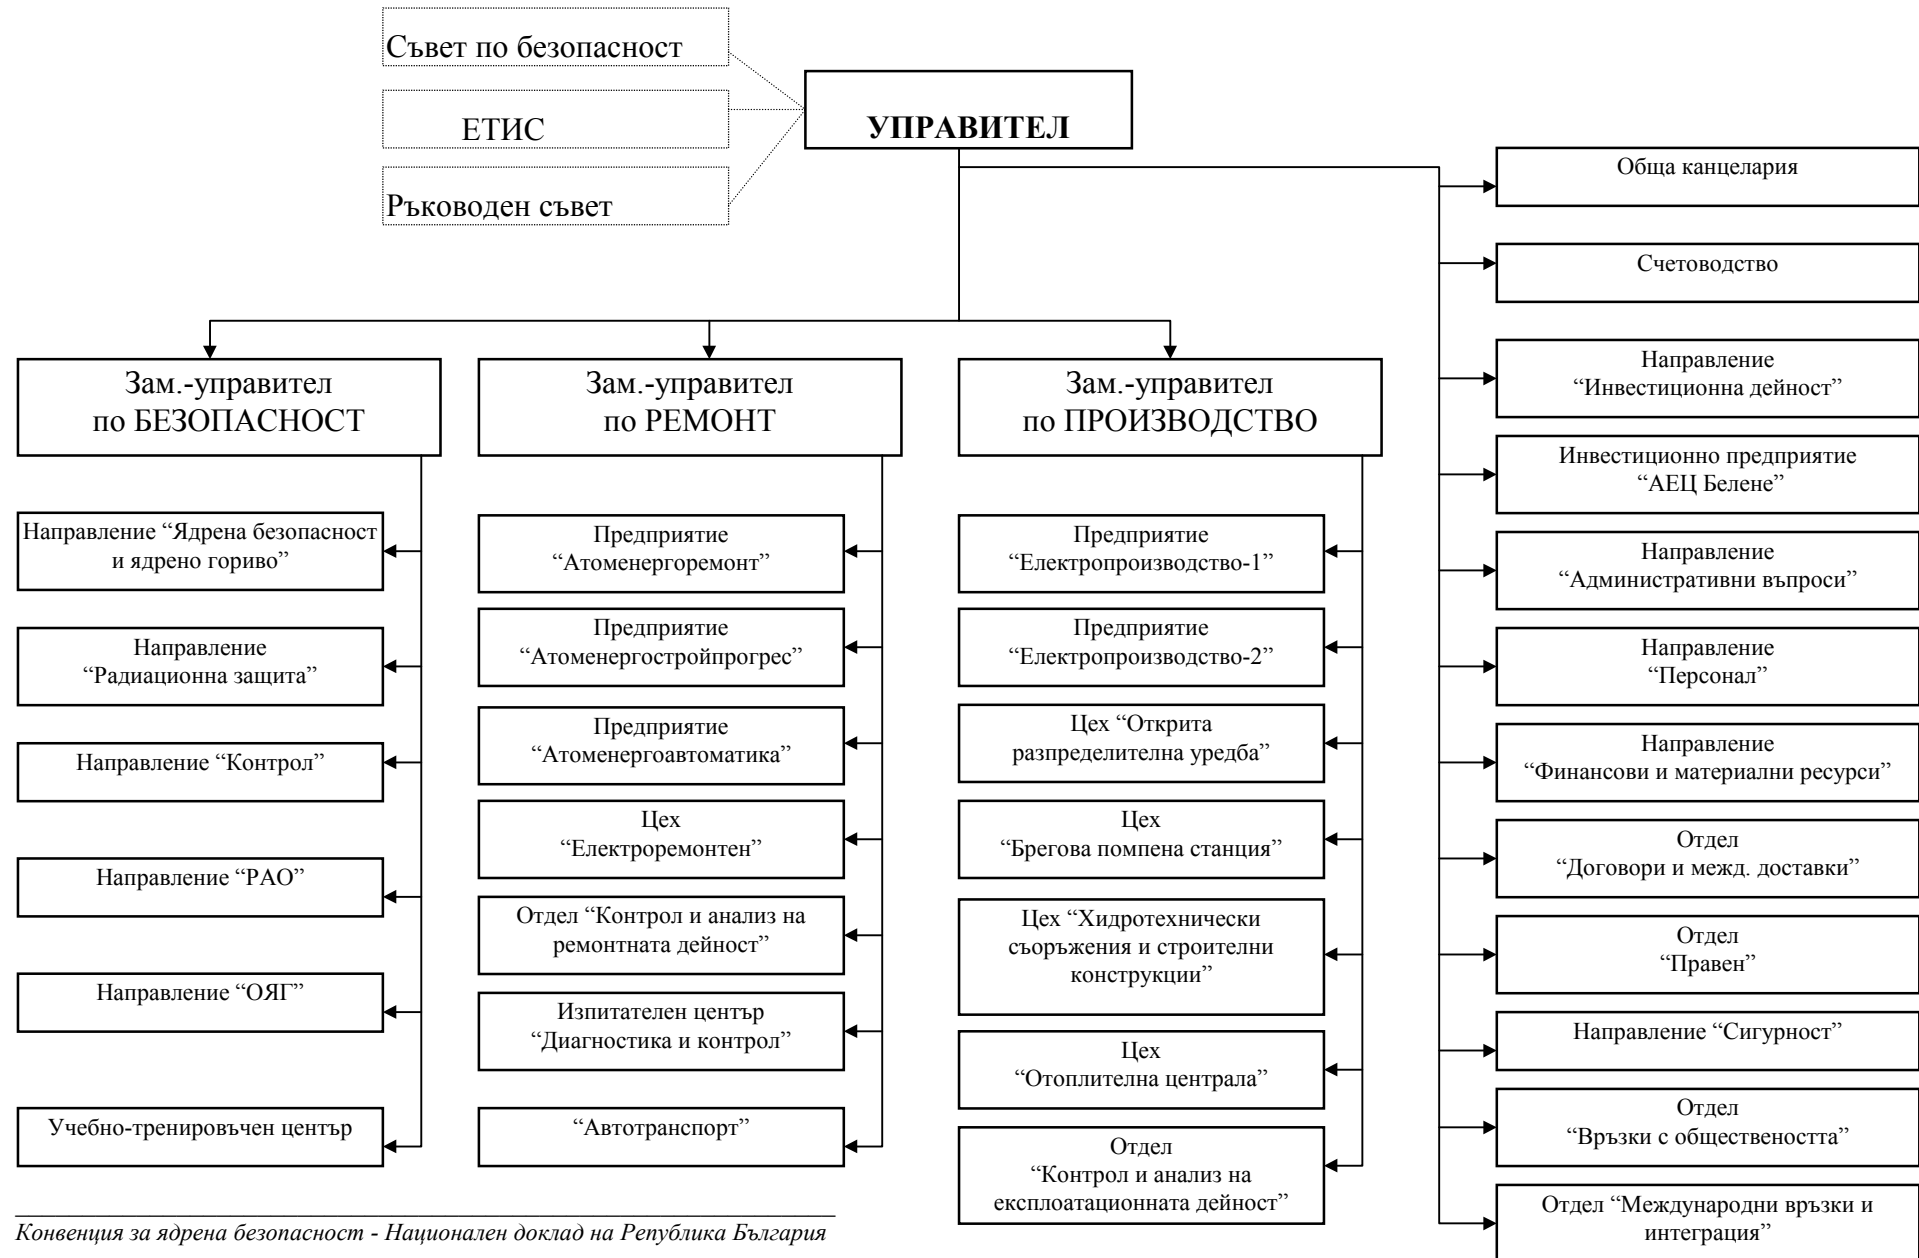 Съвет по безопасност
ЕТИС
Ръководен съвет
УПРАВИТЕЛ
Зам.-управител
по БЕЗОПАСНОСТ
Направление “Ядрена безопасност
и ядрено гориво”
Направление
“Радиационна защита”
Направление “Контрол”
Направление “РАО”
Направление “ОЯГ”
Учебно-тренировъчен център
Зам.-управител
по РЕМОНТ
Предприятие
“Атоменергоремонт”
Предприятие
“Атоменергостройпрогрес”
Предприятие
“Атоменергоавтоматика”
Цех
“Електроремонтен”
Отдел “Контрол и анализ на
ремонтната дейност”
Изпитателен център
“Диагностика и контрол”
“Автотранспорт”
Зам.-управител
по ПРОИЗВОДСТВО
Предприятие
“Електропроизводство-1”
Предприятие
“Електропроизводство-2”
Цех “Открита
разпределителна уредба”
Цех
“Брегова помпена станция”
Цех “Хидротехнически
съоръжения и строителни
конструкции”
Цех
“Отоплителна централа”
Отдел
“Контрол и анализ на
експлоатационната дейност”
Обща канцелария
Счетоводство
Направление
“Инвестиционна дейност”
Инвестиционно предприятие
“АЕЦ Белене”
Направление
“Административни въпроси”
Направление
“Персонал”
Направление
“Финансови и материални ресурси”
Отдел
“Договори и межд. доставки”
Отдел
“Правен”
Направление “Сигурност”
Отдел
“Връзки с обществеността”
Отдел “Международни връзки и
интеграция”
Конвенция за ядрена безопасност - Национален доклад на Република България